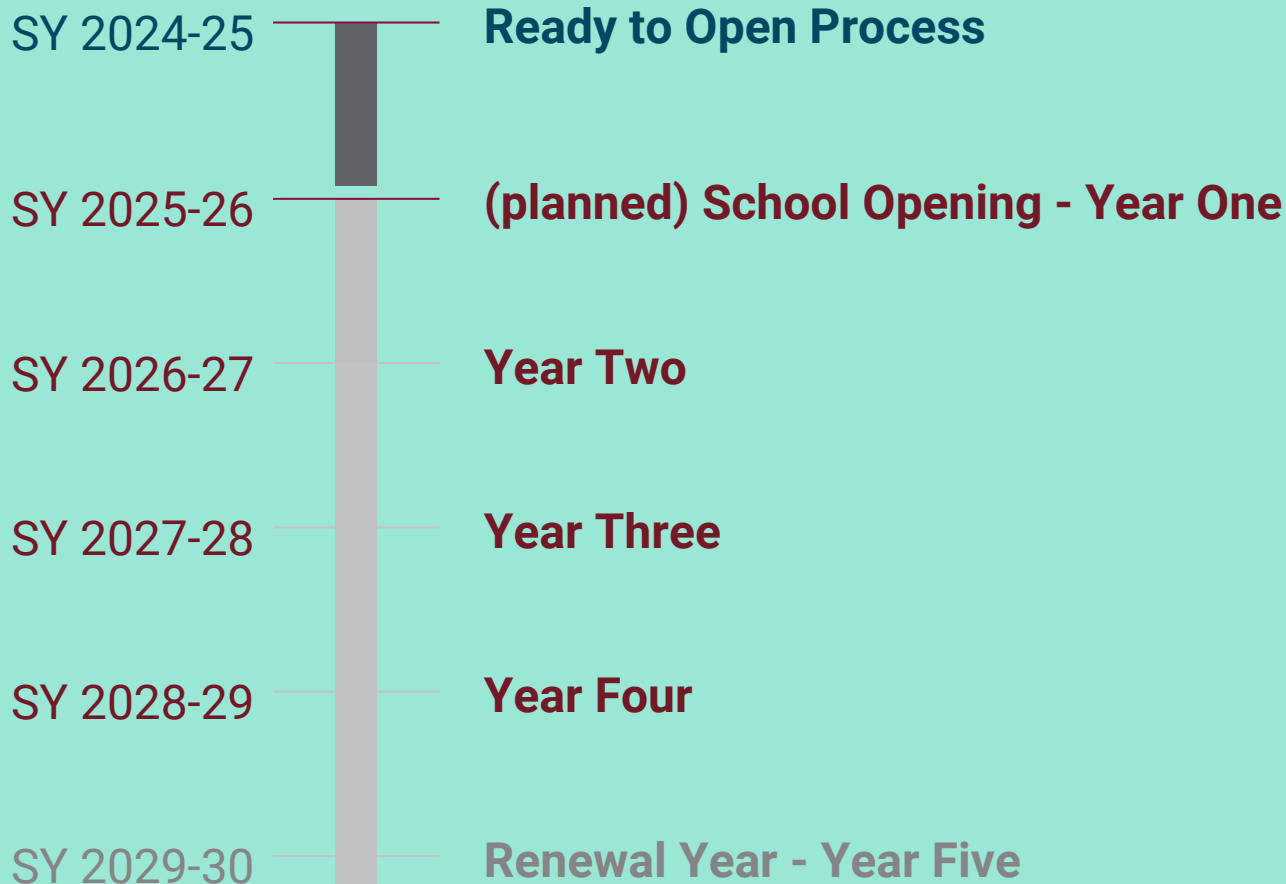 SY 2024-25 Ready to Open Process
SY 2025-26 (planned) School Opening - Year One
SY 2026-27 Year Two
SY 2027-28 Year Three
SY 2028-29 Year Four
SY 2029-30 Renewal Year - Year Five